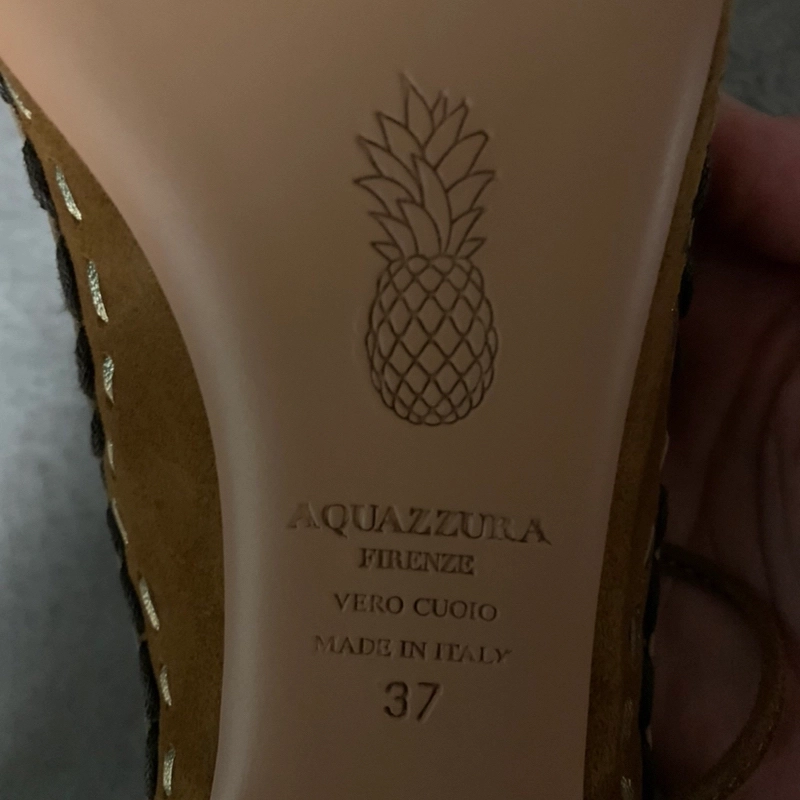 AQUAZZURA
FIRENZE
VERO CUOIO
MADE IN ITALY
37